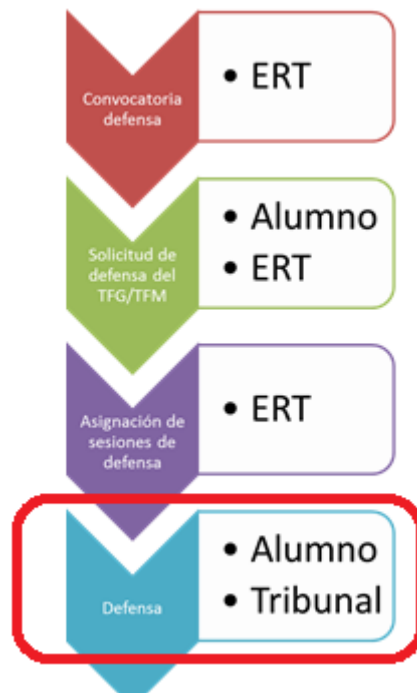 Convocatoria
defensa
• ERT
Solicitud de
defensa del
TFG/TFM
• Alumno
• ERT
Asignación de
sesiones de
defensa
• ERT
Defensa
• Alumno
• Tribunal